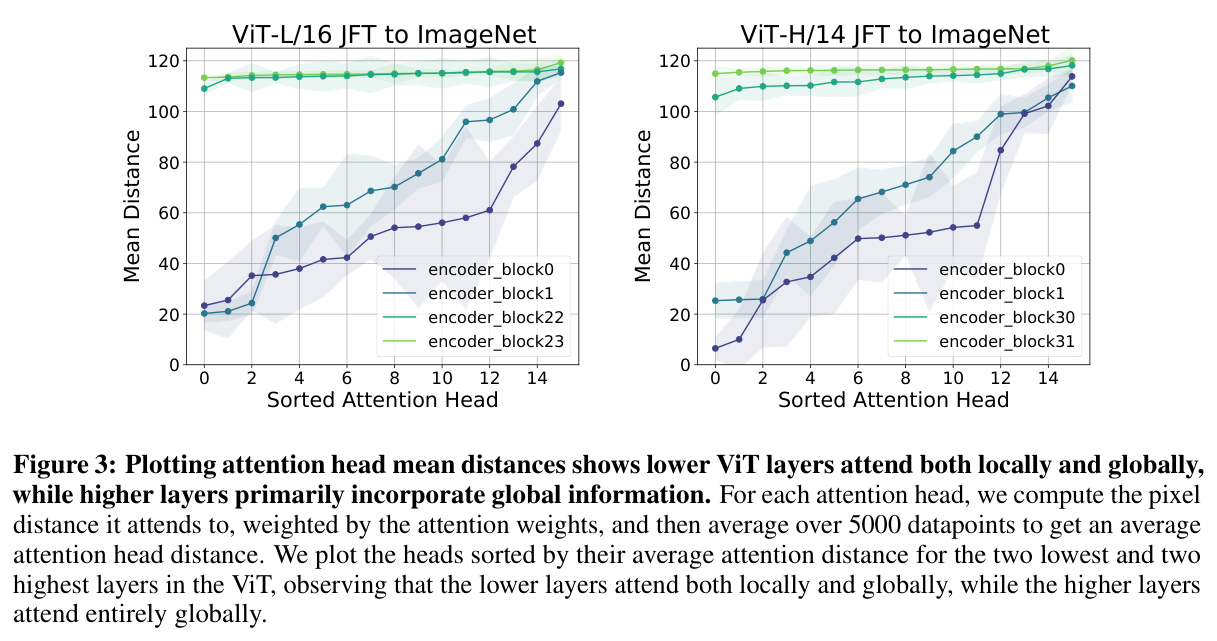 ViT-L/16 JFT to ImageNet
120
100
80
60
40
20
0
Mean Distance
encoder_block0
encoder_block1
encoder_block22
encoder_block23
0 2 4 6 8 10 12 14
Sorted Attention Head
ViT-H/14 JFT to ImageNet
120
100
80
60
40
20
0
Mean Distance
encoder_block0
encoder_block1
encoder_block30
encoder_block31
0 2 4 6 8 10 12 14
Sorted Attention Head
Figure 3: Plotting attention head mean distances shows lower ViT layers attend both locally and globally,
while higher layers primarily incorporate global information. For each attention head, we compute the pixel
distance it attends to, weighted by the attention weights, and then average over 5000 datapoints to get an average
attention head distance. We plot the heads sorted by their average attention distance for the two lowest and two
highest layers in the ViT, observing that the lower layers attend both locally and globally, while the higher layers
attend entirely globally.